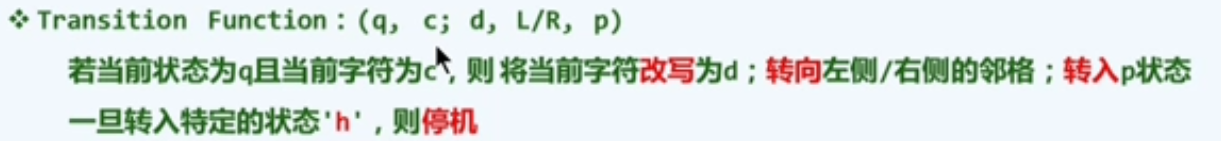 ❖ Transition Function：(q, c; d, L/R, p)
若当前状态为q且当前字符为c，则将当前字符改写为d；转向左侧/右侧的邻格；转入p状态
一旦转入特定的状态'h'，则停机